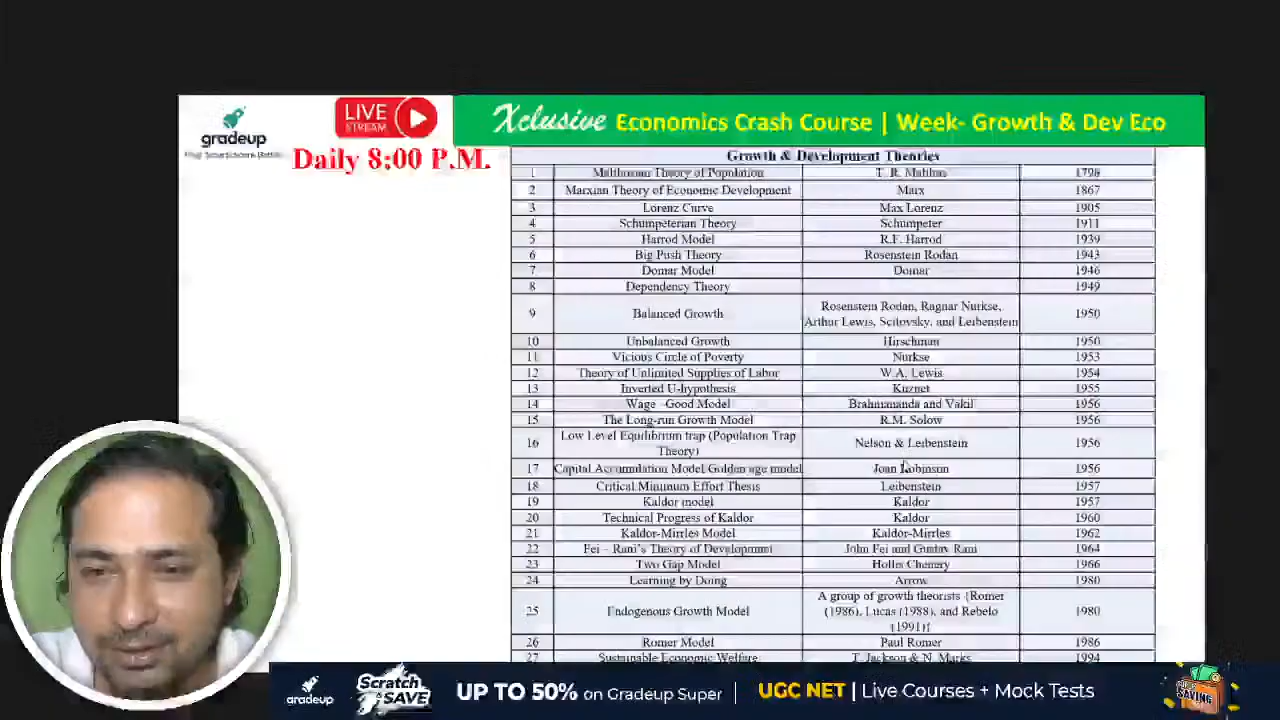 gradeup
LIVE
STREAM
Daily 8:00 P.M.
Xclusive Economics Crash Course | Week- Growth & Dev Eco
Growth & Development Theories
1 Malthusian Theory of Population T. R. Malthus 1798
2 Marxian Theory of Economic Development Marx 1867
3 Lorenz Curve Max Lorenz 1905
4 Schumpeterian Theory Schumpeter 1911
5 Harrod Model R.F. Harrod 1939
6 Big Push Theory Rosenstein Rodan 1943
7 Domar Model Domar 1946
8 Dependency Theory 1949
9 Balanced Growth Rosenstein Rodan, Ragnar Nurkse,
Arthur Lewis, Scitovsky, and Leibenstein 1950
10 Unbalanced Growth Hirschman 1950
11 Vicious Circle of Poverty Nurkse 1953
12 Theory of Unlimited Supplies of Labor W.A. Lewis 1954
13 Inverted U-hypothesis Kuznet 1955
14 Wage -Good Model Brahmananda and Vakil 1956
15 The Long-run Growth Model R.M. Solow 1956
16 Low Level Equilibrium trap (Population Trap
Theory) Nelson & Leibenstein 1956
17 Capital Accumulation Model Golden age model Joan Robinson 1956
18 Critical Minimum Effort Thesis Leibenstein 1957
19 Kaldor model Kaldor 1957
20 Technical Progress of Kaldor Kaldor 1960
21 Kaldor-Mirrles Model Kaldor-Mirrles 1962
22 Fei – Rani's Theory of Development John Fei and Gustav Rani 1964
23 Two Gap Model Hollis Chenery 1966
24 Learning by Doing Arrow 1980
25 Endogenous Growth Model A group of growth theorists {Romer
(1986), Lucas (1988), and Rebelo
(1991)} 1980
26 Romer Model Paul Romer 1986
27 Sustainable Economic Welfare T. Jackson & N. Marks 1994
gradeup
Scratch
& SAVE
UP TO 50% on Gradeup Super | UGC NET | Live Courses + Mock Tests
SAVING